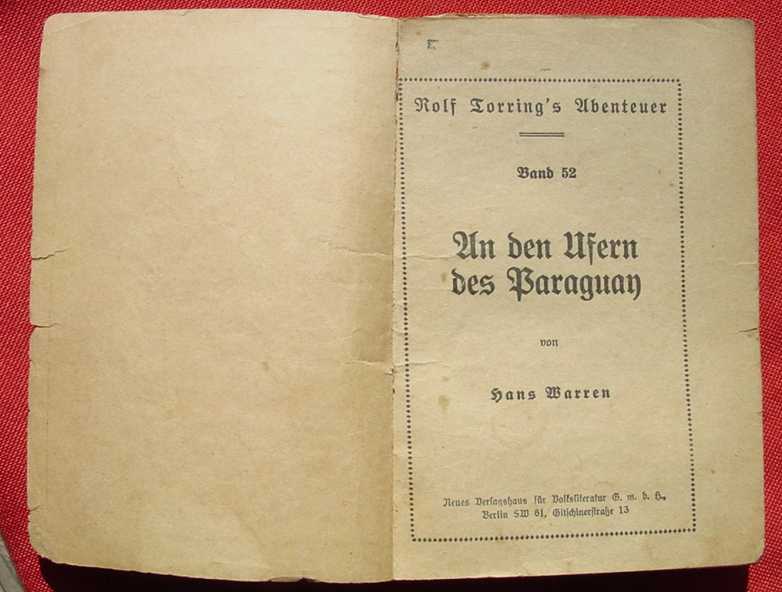 Rolf Torring's Abenteuer
Band 52
An den Ufern
des Paraguay
von
Hans Warren
Neues Verlagshaus für Volksliteratur G. m. b. H.,
Berlin SW 61, Gitschinerstraße 13